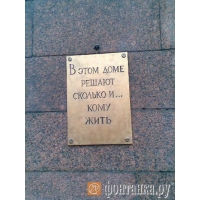 В ЭТОМ ДОМЕ
РЕШАЮТ
СКОЛЬКО И...
КОМУ
ЖИТЬ
фонтанка.ру